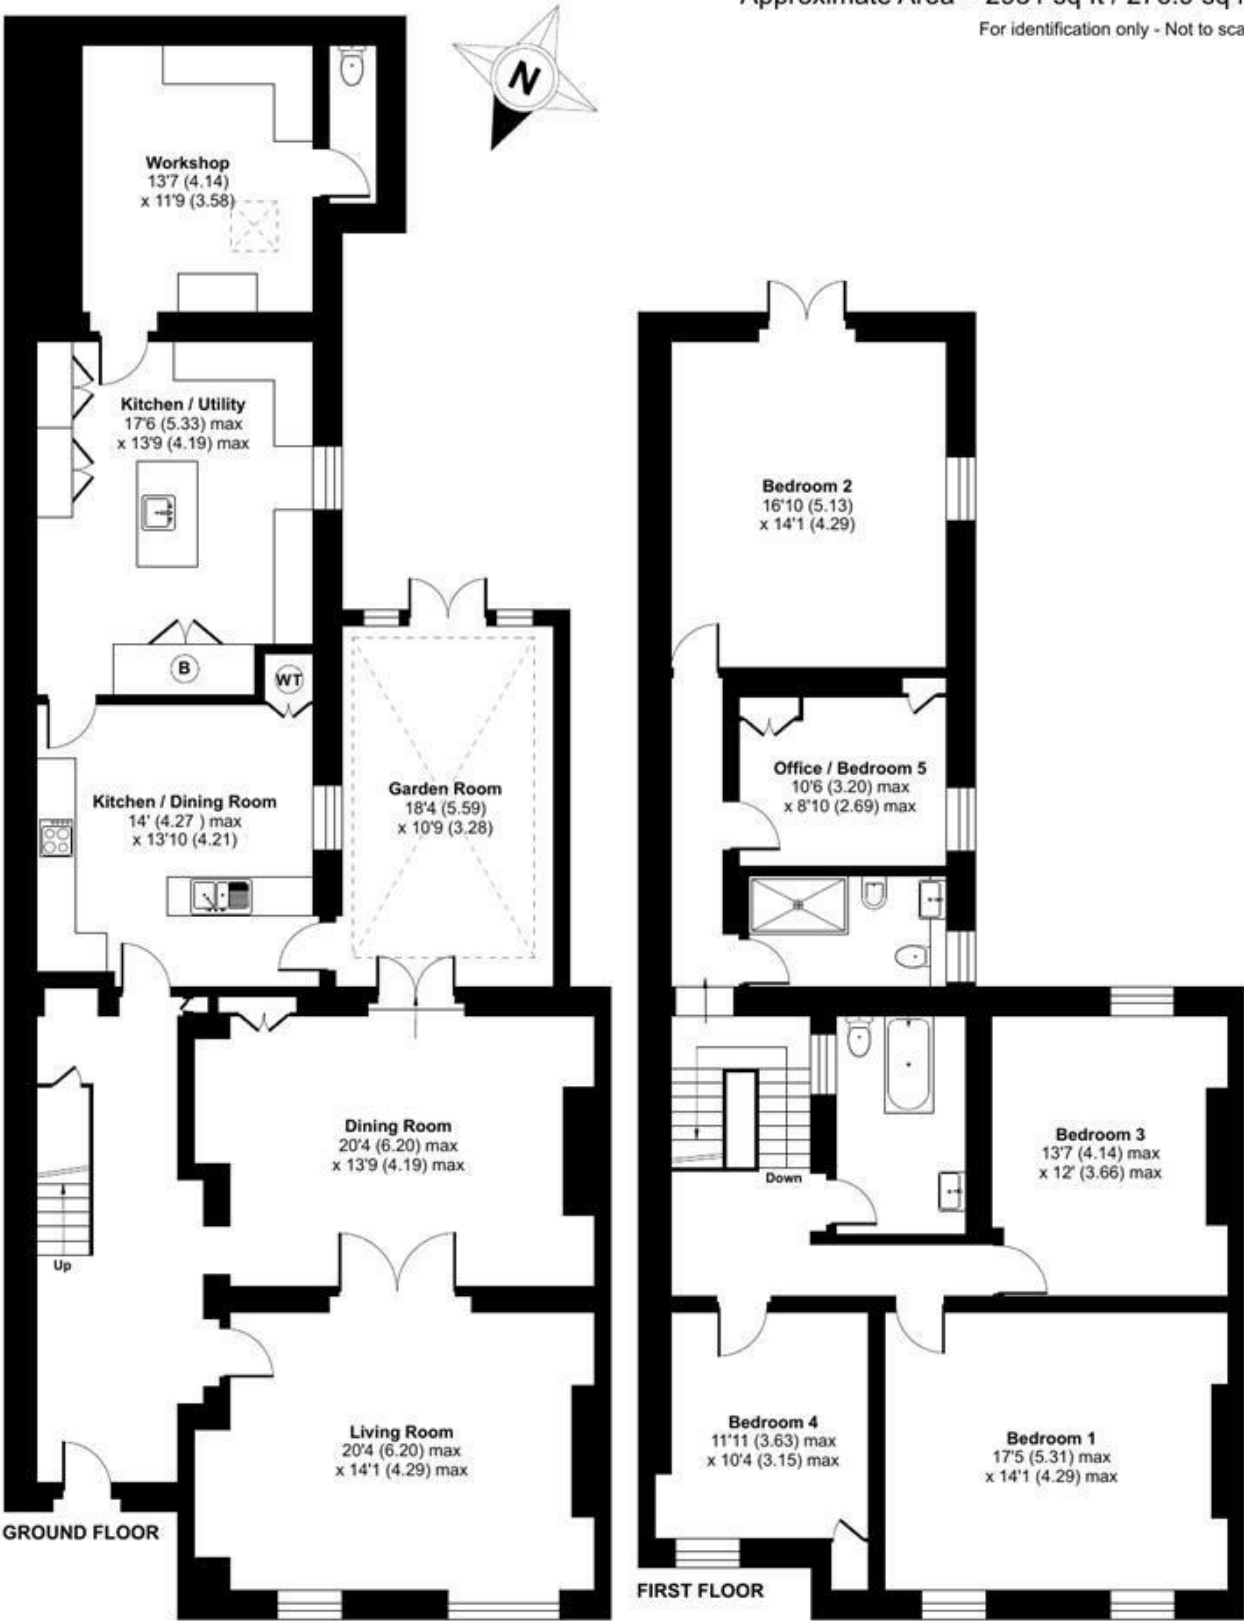 For identification only - Not to sca
N
Workshop
13'7 (4.14)
x 11'9 (3.58)
Kitchen / Utility
17'6 (5.33) max
x 13'9 (4.19) max
B
WT
Kitchen / Dining Room
14' (4.27 ) max
x 13'10 (4.21)
Garden Room
18'4 (5.59)
x 10'9 (3.28)
Dining Room
20'4 (6.20) max
x 13'9 (4.19) max
Up
Living Room
20'4 (6.20) max
x 14'1 (4.29) max
GROUND FLOOR
Bedroom 2
16'10 (5.13)
x 14'1 (4.29)
Office / Bedroom 5
10'6 (3.20) max
x 8'10 (2.69) max
Bedroom 3
13'7 (4.14) max
x 12' (3.66) max
Down
Bedroom 4
11'11 (3.63) max
x 10'4 (3.15) max
Bedroom 1
17'5 (5.31) max
x 14'1 (4.29) max
FIRST FLOOR